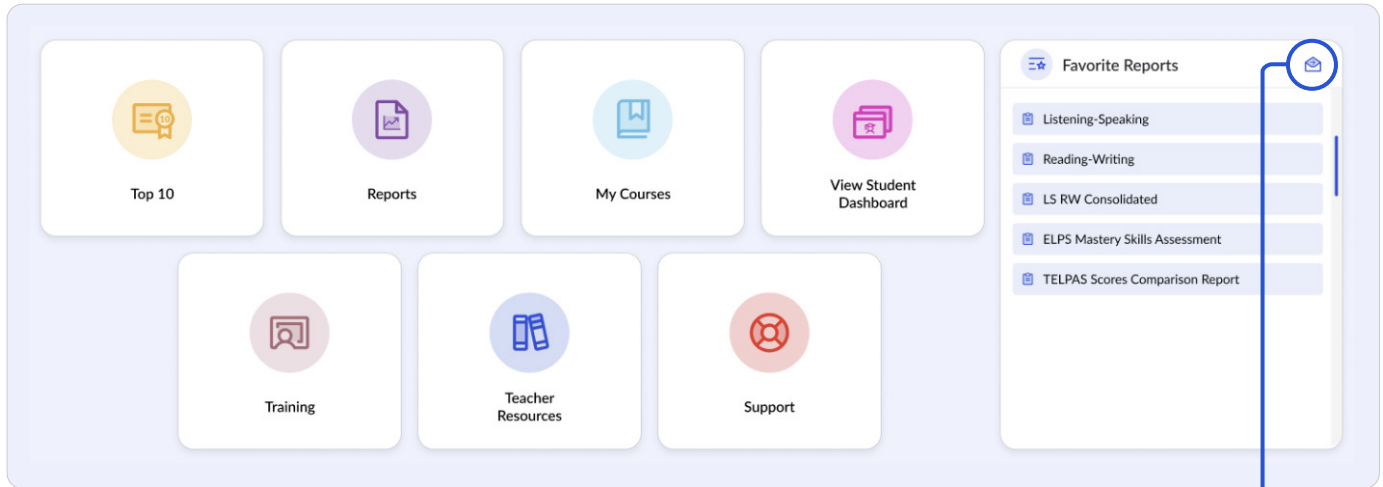 Top 10
Reports
My Courses
View Student
Dashboard
Training
Teacher
Resources
Support
Favorite Reports
Listening-Speaking
Reading-Writing
LS RW Consolidated
ELPS Mastery Skills Assessment
TELPAS Scores Comparison Report
10